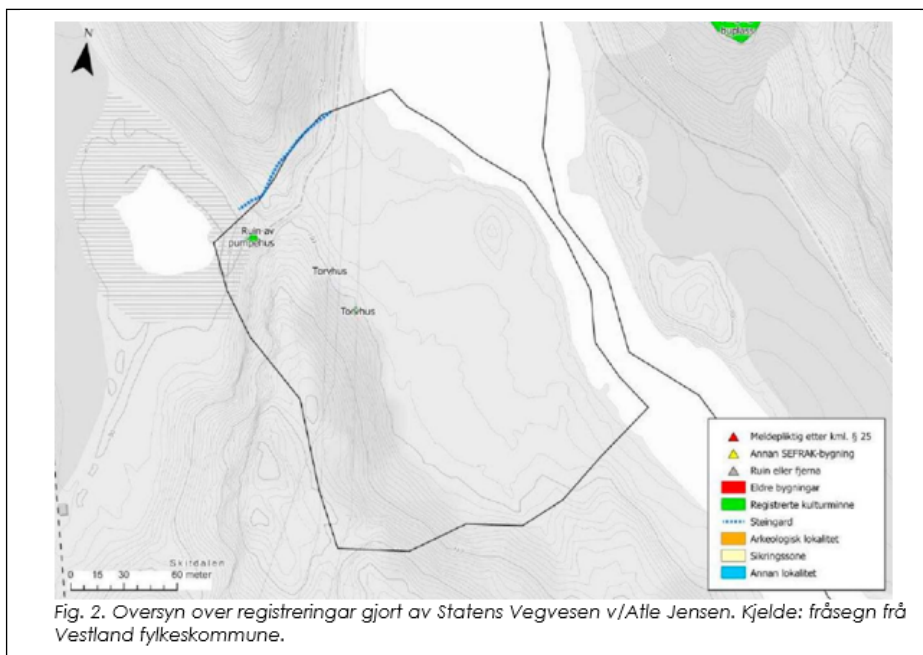 N
buplass
Ruin av
pumpehus
Torvhus
Torvhus
Meldepliktig etter kml. § 25
Annan SEFRAK-bygning
Ruin eller fjerna
Eldre bygningar
Registrerte kulturminne
Steingard
Arkeologisk lokalitet
Sikringssone
Annan lokalitet
Skitdalen
0 15 30 60 meter
Fig. 2. Oversyn over registreringar gjort av Statens Vegvesen v/Atle Jensen. Kjelde: fråsegn frå
Vestland fylkeskommune.